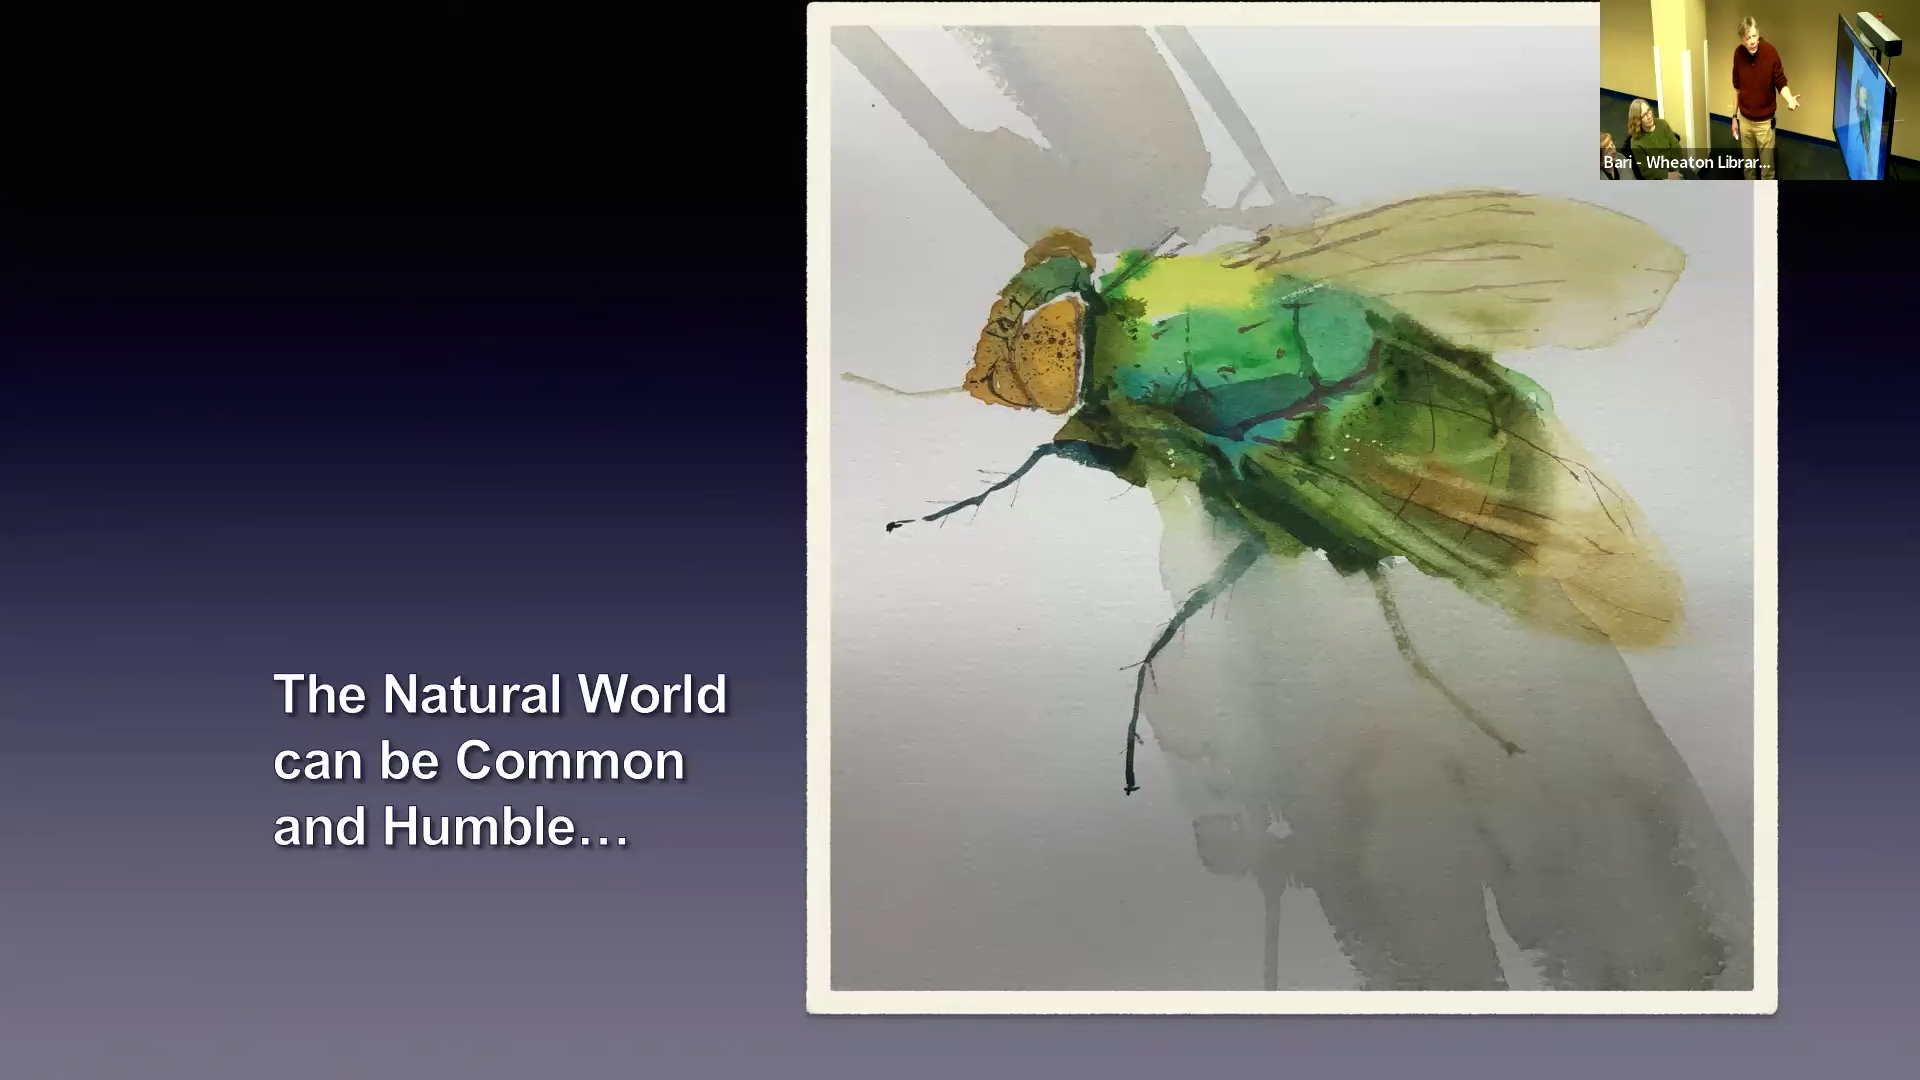 Bari - Wheaton Librar...
The Natural World
can be Common
and Humble…